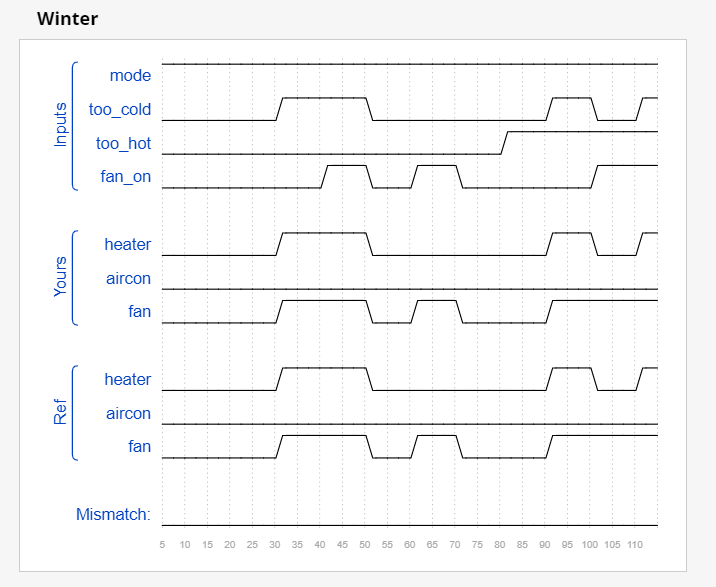 Winter
Inputs
mode
too_cold
too_hot
fan_on
Yours
heater
aircon
fan
Ref
heater
aircon
fan
Mismatch:
5 10 15 20 25 30 35 40 45 50 55 60 65 70 75 80 85 90 95 100 105 110